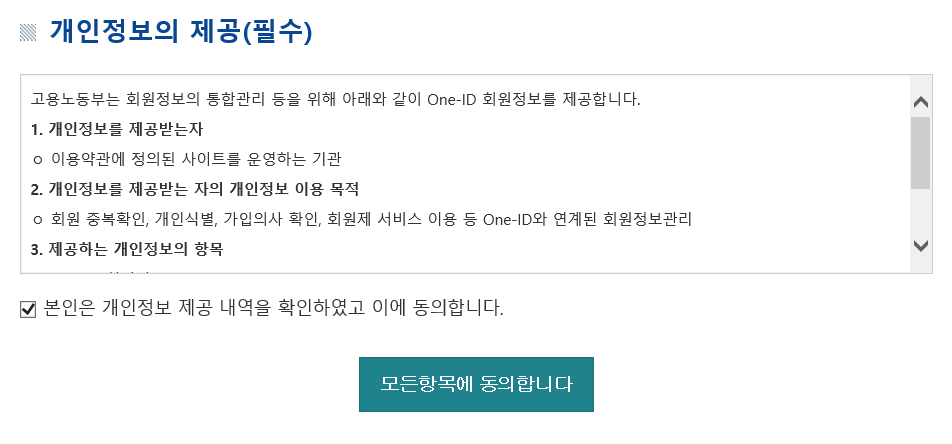 개인정보의 제공(필수)
고용노동부는 회원정보의 통합관리 등을 위해 아래와 같이 One-ID 회원정보를 제공합니다.
1. 개인정보를 제공받는자
ㅇ 이용약관에 정의된 사이트를 운영하는 기관
2. 개인정보를 제공받는 자의 개인정보 이용 목적
ㅇ 회원 중복확인, 개인식별, 가입의사 확인, 회원제 서비스 이용 등 One-ID와 연계된 회원정보관리
3. 제공하는 개인정보의 항목
본인은 개인정보 제공 내역을 확인하였고 이에 동의합니다.
모든항목에 동의합니다